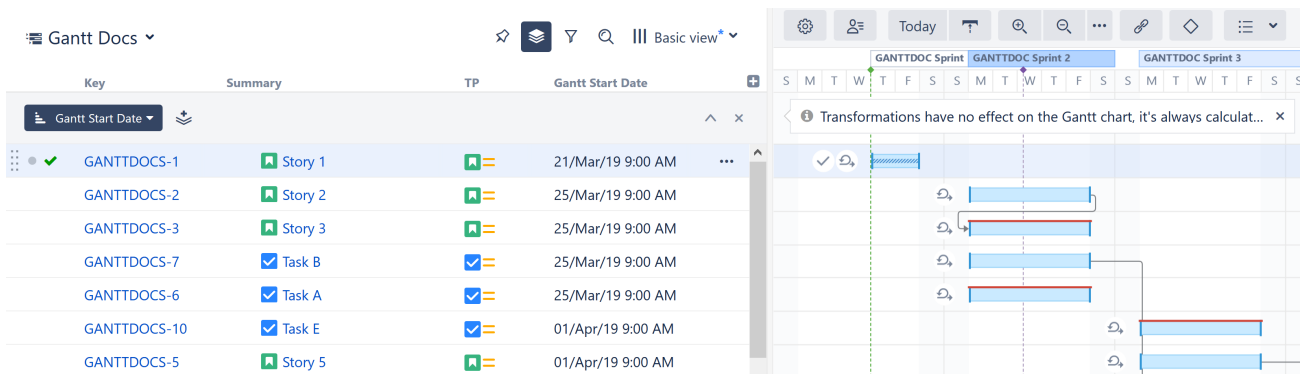 Gantt Docs
Basic view*
Today
GANTTDOC Sprint
GANTTDOC Sprint 2
GANTTDOC Sprint 3
Key Summary TP Gantt Start Date
S M T W T F S S M T W T F S S M T W T F S S
Gantt Start Date
Transformations have no effect on the Gantt chart, it's always calculat...
GANTTDOCS-1 Story 1 21/Mar/19 9:00 AM
GANTTDOCS-2 Story 2 25/Mar/19 9:00 AM
GANTTDOCS-3 Story 3 25/Mar/19 9:00 AM
GANTTDOCS-7 Task B 25/Mar/19 9:00 AM
GANTTDOCS-6 Task A 25/Mar/19 9:00 AM
GANTTDOCS-10 Task E 01/Apr/19 9:00 AM
GANTTDOCS-5 Story 5 01/Apr/19 9:00 AM